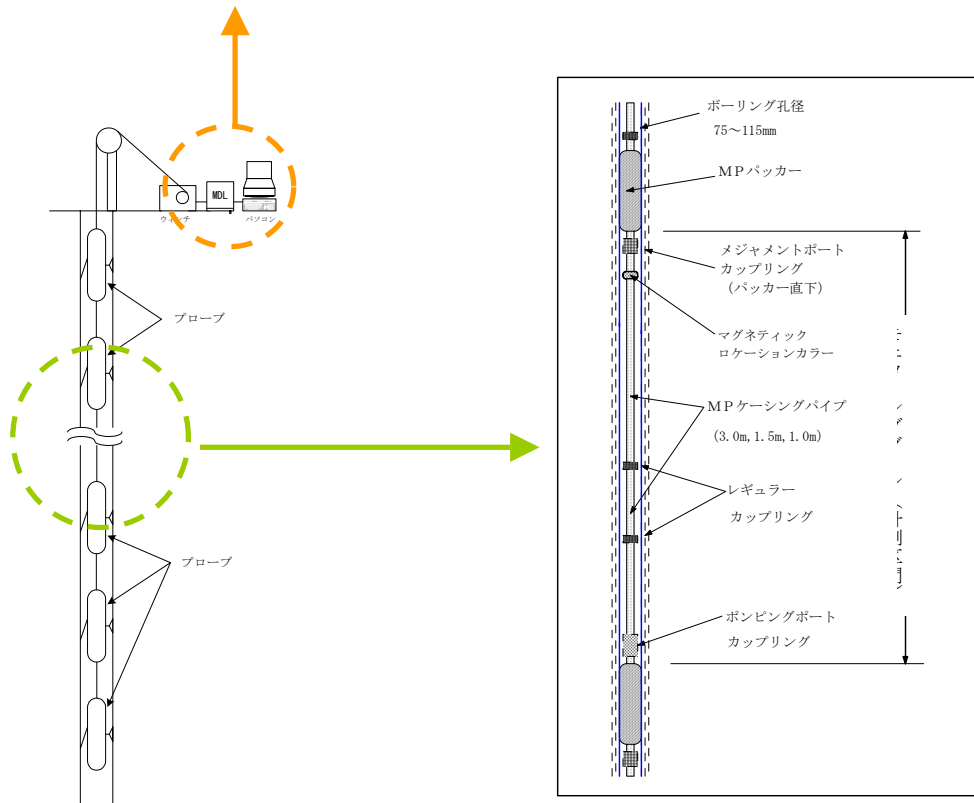 MDL
ウィンチ
パソコン
プローブ
プローブ
ボーリング孔径
75～115mm
ＭＰパッカー
メジャメントポート
カップリング
(パッカー直下)
マグネティック
ロケーションカラー
ＭＰケーシングパイプ
(3.0m,1.5m,1.0m)
レギュラー
カップリング
ポンピングポート
カップリング